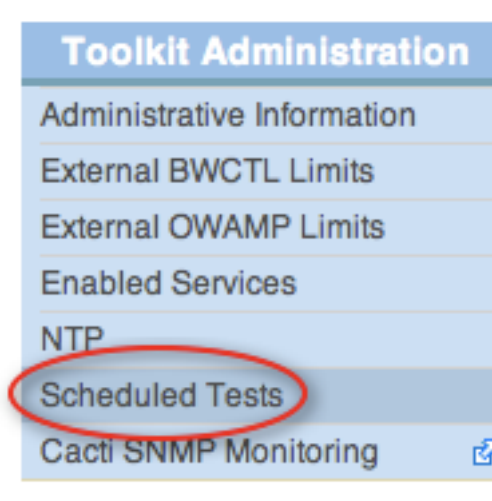 Toolkit Administration
Administrative Information
External BWCTL Limits
External OWAMP Limits
Enabled Services
NTP
Scheduled Tests
Cacti SNMP Monitoring